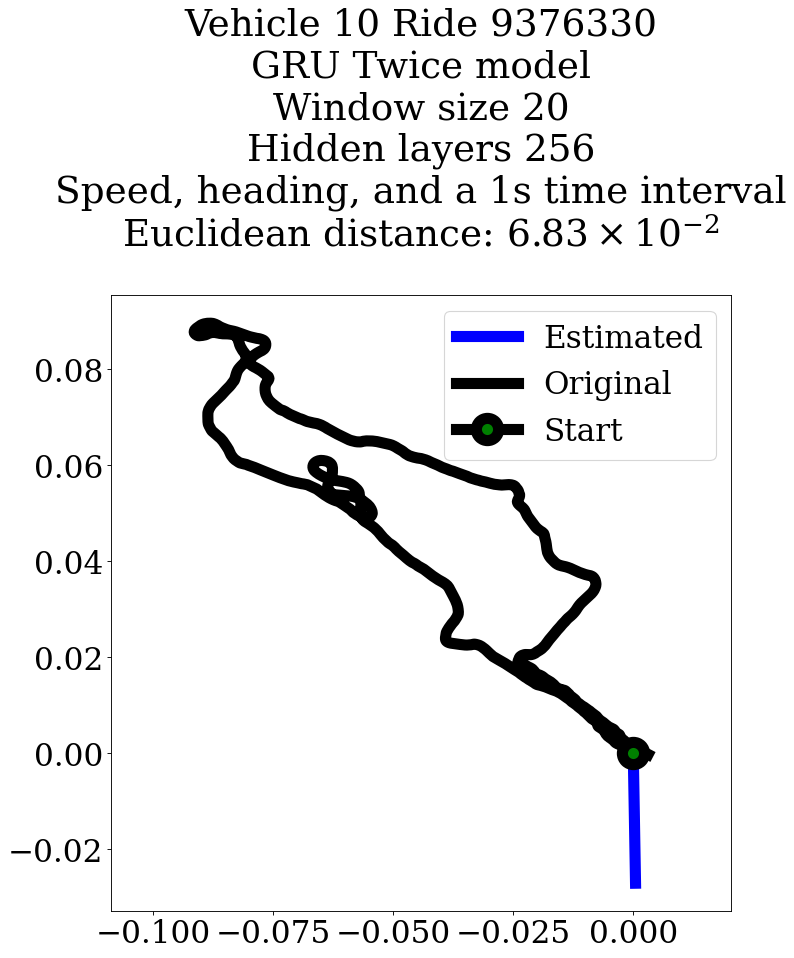 Vehicle 10 Ride 9376330
GRU Twice model
Window size 20
Hidden layers 256
Speed, heading, and a 1s time interval
Euclidean distance: 6.83 × 10⁻²
Estimated
Original
Start
0.08
0.06
0.04
0.02
0.00
−0.02
−0.100 −0.075 −0.050 −0.025 0.000